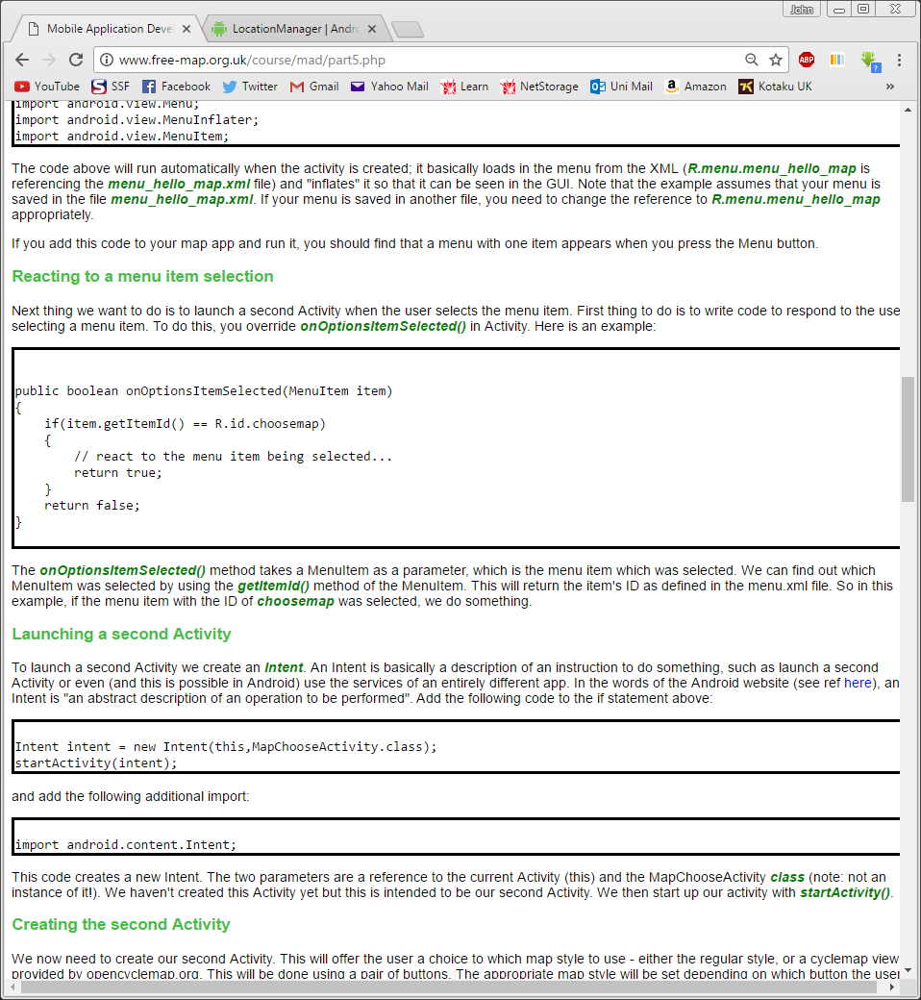 John
Mobile Application Deve
LocationManager | Andro
www.free-map.org.uk/course/mad/part5.php
ABP
?
YouTube
SSF
Facebook
Twitter
Gmail
Yahoo Mail
Learn
NetStorage
Uni Mail
Amazon
Kotaku UK
»
import android.view.Menu;
import android.view.MenuInflater;
import android.view.MenuItem;
The code above will run automatically when the activity is created; it basically loads in the menu from the XML (R.menu.menu_hello_map is
referencing the menu_hello_map.xml file) and "inflates" it so that it can be seen in the GUI. Note that the example assumes that your menu is
saved in the file menu_hello_map.xml. If your menu is saved in another file, you need to change the reference to R.menu.menu_hello_map
appropriately.
If you add this code to your map app and run it, you should find that a menu with one item appears when you press the Menu button.
Reacting to a menu item selection
Next thing we want to do is to launch a second Activity when the user selects the menu item. First thing to do is to write code to respond to the use
selecting a menu item. To do this, you override onOptionsItemSelected() in Activity. Here is an example:
public boolean onOptionsItemSelected(MenuItem item)
{
    if(item.getItemId() == R.id.choosemap)
    {
        // react to the menu item being selected...
        return true;
    }
    return false;
}
The onOptionsItemSelected() method takes a MenuItem as a parameter, which is the menu item which was selected. We can find out which
MenuItem was selected by using the getItemId() method of the MenuItem. This will return the item's ID as defined in the menu.xml file. So in this
example, if the menu item with the ID of choosemap was selected, we do something.
Launching a second Activity
To launch a second Activity we create an Intent. An Intent is basically a description of an instruction to do something, such as launch a second
Activity or even (and this is possible in Android) use the services of an entirely different app. In the words of the Android website (see ref here), an
Intent is "an abstract description of an operation to be performed". Add the following code to the if statement above:
Intent intent = new Intent(this,MapChooseActivity.class);
startActivity(intent);
and add the following additional import:
import android.content.Intent;
This code creates a new Intent. The two parameters are a reference to the current Activity (this) and the MapChooseActivity class (note: not an
instance of it!). We haven't created this Activity yet but this is intended to be our second Activity. We then start up our activity with startActivity().
Creating the second Activity
We now need to create our second Activity. This will offer the user a choice to which map style to use - either the regular style, or a cyclemap view
provided by opencyclemap.org. This will be done using a pair of buttons. The appropriate map style will be set depending on which button the user